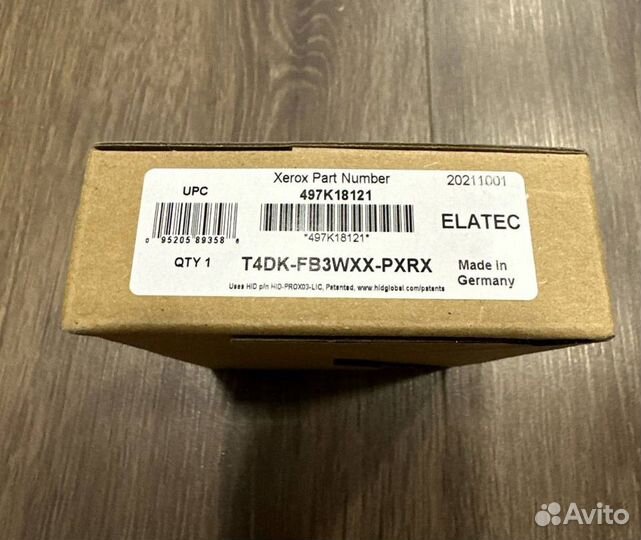 Xerox Part Number
20211001
UPC
497K18121
ELATEC
0 95205 89358 6
*497K18121*
QTY 1
T4DK-FB3WXX-PXRX
Made in
Germany
Uses HID p/n HID-PROX03-LIC, Patented, www.hidglobal.com/patents
Avito